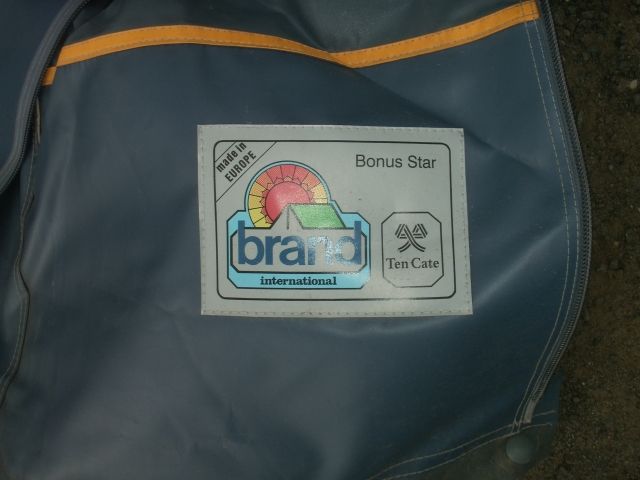 made in
EUROPE
Bonus Star
brand
international
Ten Cate